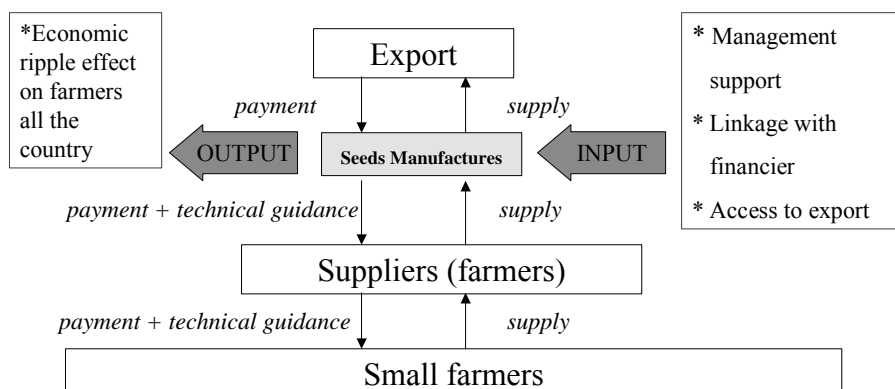 *Economic
ripple effect
on farmers
all the
country
Export
* Management
support
* Linkage with
financier
* Access to export
payment
supply
OUTPUT
Seeds Manufactures
INPUT
payment + technical guidance
supply
Suppliers (farmers)
payment + technical guidance
supply
Small farmers